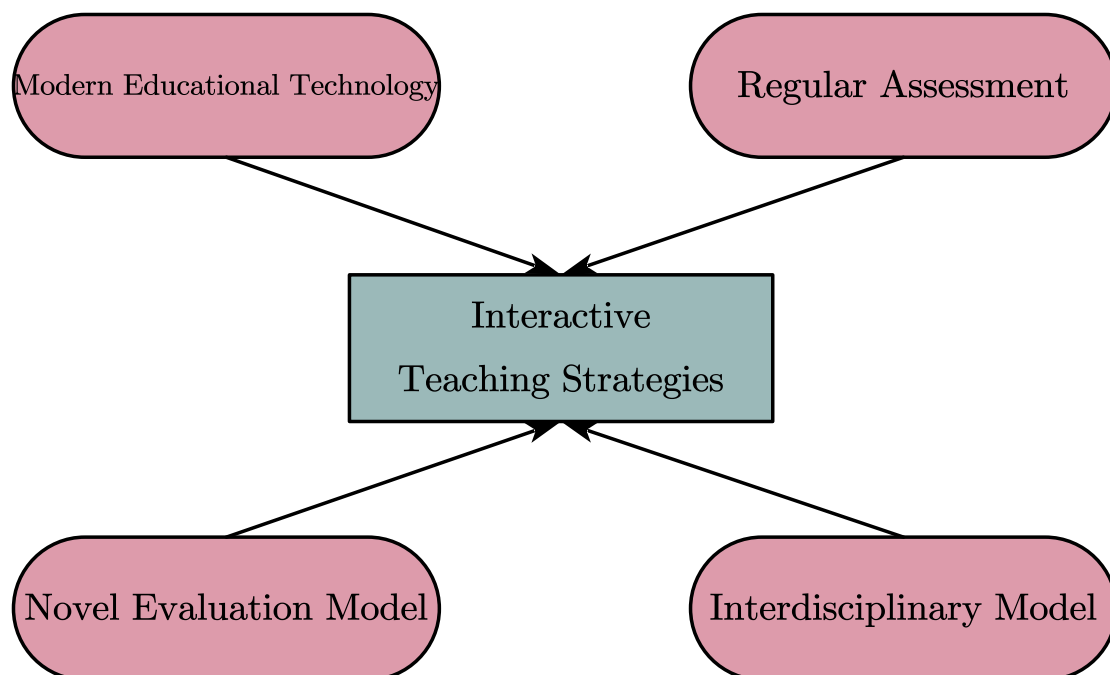 Modern Educational Technology
Regular Assessment
Interactive
Teaching Strategies
Novel Evaluation Model
Interdisciplinary Model